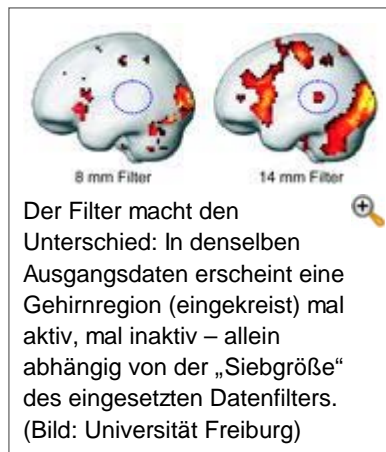 8 mm Filter
14 mm Filter
Der Filter macht den
Unterschied: In denselben
Ausgangsdaten erscheint eine
Gehirnregion (eingekreist) mal
aktiv, mal inaktiv – allein
abhängig von der „Siebgröße“
des eingesetzten Datenfilters.
(Bild: Universität Freiburg)